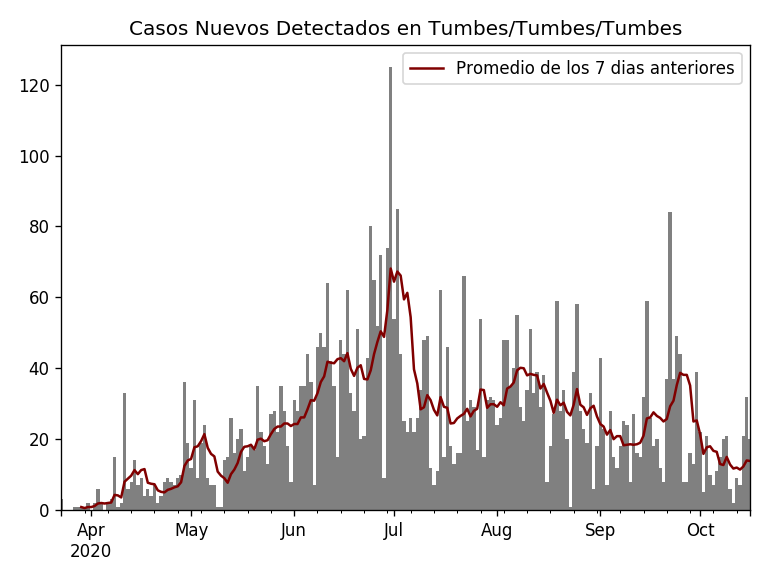 Casos Nuevos Detectados en Tumbes/Tumbes/Tumbes
Promedio de los 7 dias anteriores
120
100
80
60
40
20
0
Apr May Jun Jul Aug Sep Oct
2020